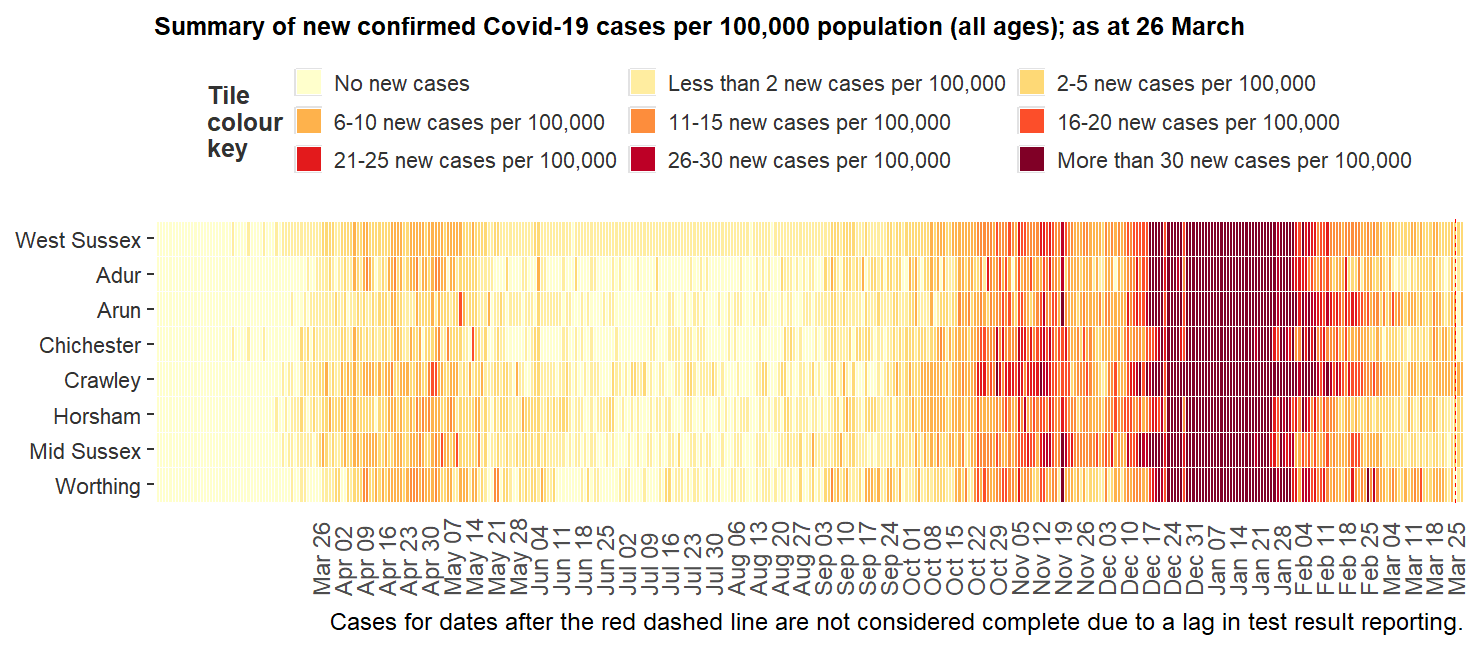 Summary of new confirmed Covid-19 cases per 100,000 population (all ages); as at 26 March
Tile
colour
key
No new cases
Less than 2 new cases per 100,000
2-5 new cases per 100,000
6-10 new cases per 100,000
11-15 new cases per 100,000
16-20 new cases per 100,000
21-25 new cases per 100,000
26-30 new cases per 100,000
More than 30 new cases per 100,000
West Sussex
Adur
Arun
Chichester
Crawley
Horsham
Mid Sussex
Worthing
Mar 26
Apr 02
Apr 09
Apr 16
Apr 23
Apr 30
May 07
May 14
May 21
May 28
Jun 04
Jun 11
Jun 18
Jun 25
Jul 02
Jul 09
Jul 16
Jul 23
Jul 30
Aug 06
Aug 13
Aug 20
Aug 27
Sep 03
Sep 10
Sep 17
Sep 24
Oct 01
Oct 08
Oct 15
Oct 22
Oct 29
Nov 05
Nov 12
Nov 19
Nov 26
Dec 03
Dec 10
Dec 17
Dec 24
Dec 31
Jan 07
Jan 14
Jan 21
Jan 28
Feb 04
Feb 11
Feb 18
Feb 25
Mar 04
Mar 11
Mar 18
Mar 25
Cases for dates after the red dashed line are not considered complete due to a lag in test result reporting.